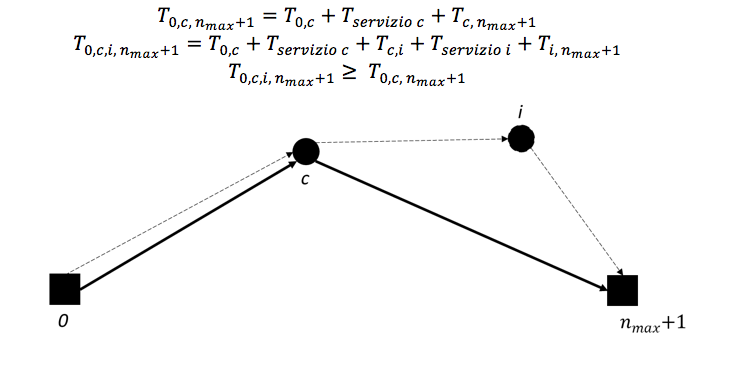 T_{0,c,n_{max}+1} = T_{0,c} + T_{servizio c} + T_{c,n_{max}+1}
T_{0,c,i,n_{max}+1} = T_{0,c} + T_{servizio c} + T_{c,i} + T_{servizio i} + T_{i,n_{max}+1}
T_{0,c,i,n_{max}+1} ≥ T_{0,c,n_{max}+1}
i
c
0
n_{max}+1